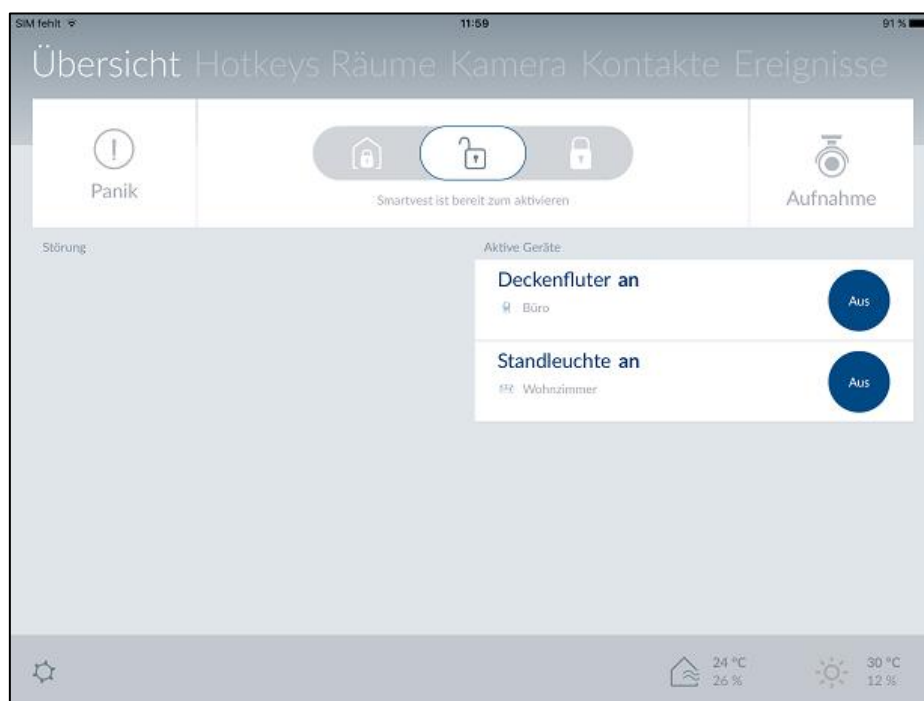 SIM fehlt 11:59 91 %
Übersicht Hotkeys Räume Kamera Kontakte Ereignisse
Panik
Smartvest ist bereit zum aktivieren
Aufnahme
Störung
Aktive Geräte
Deckenfluter an
Büro
Aus
Standleuchte an
Wohnzimmer
Aus
24 °C
26 %
30 °C
12 %